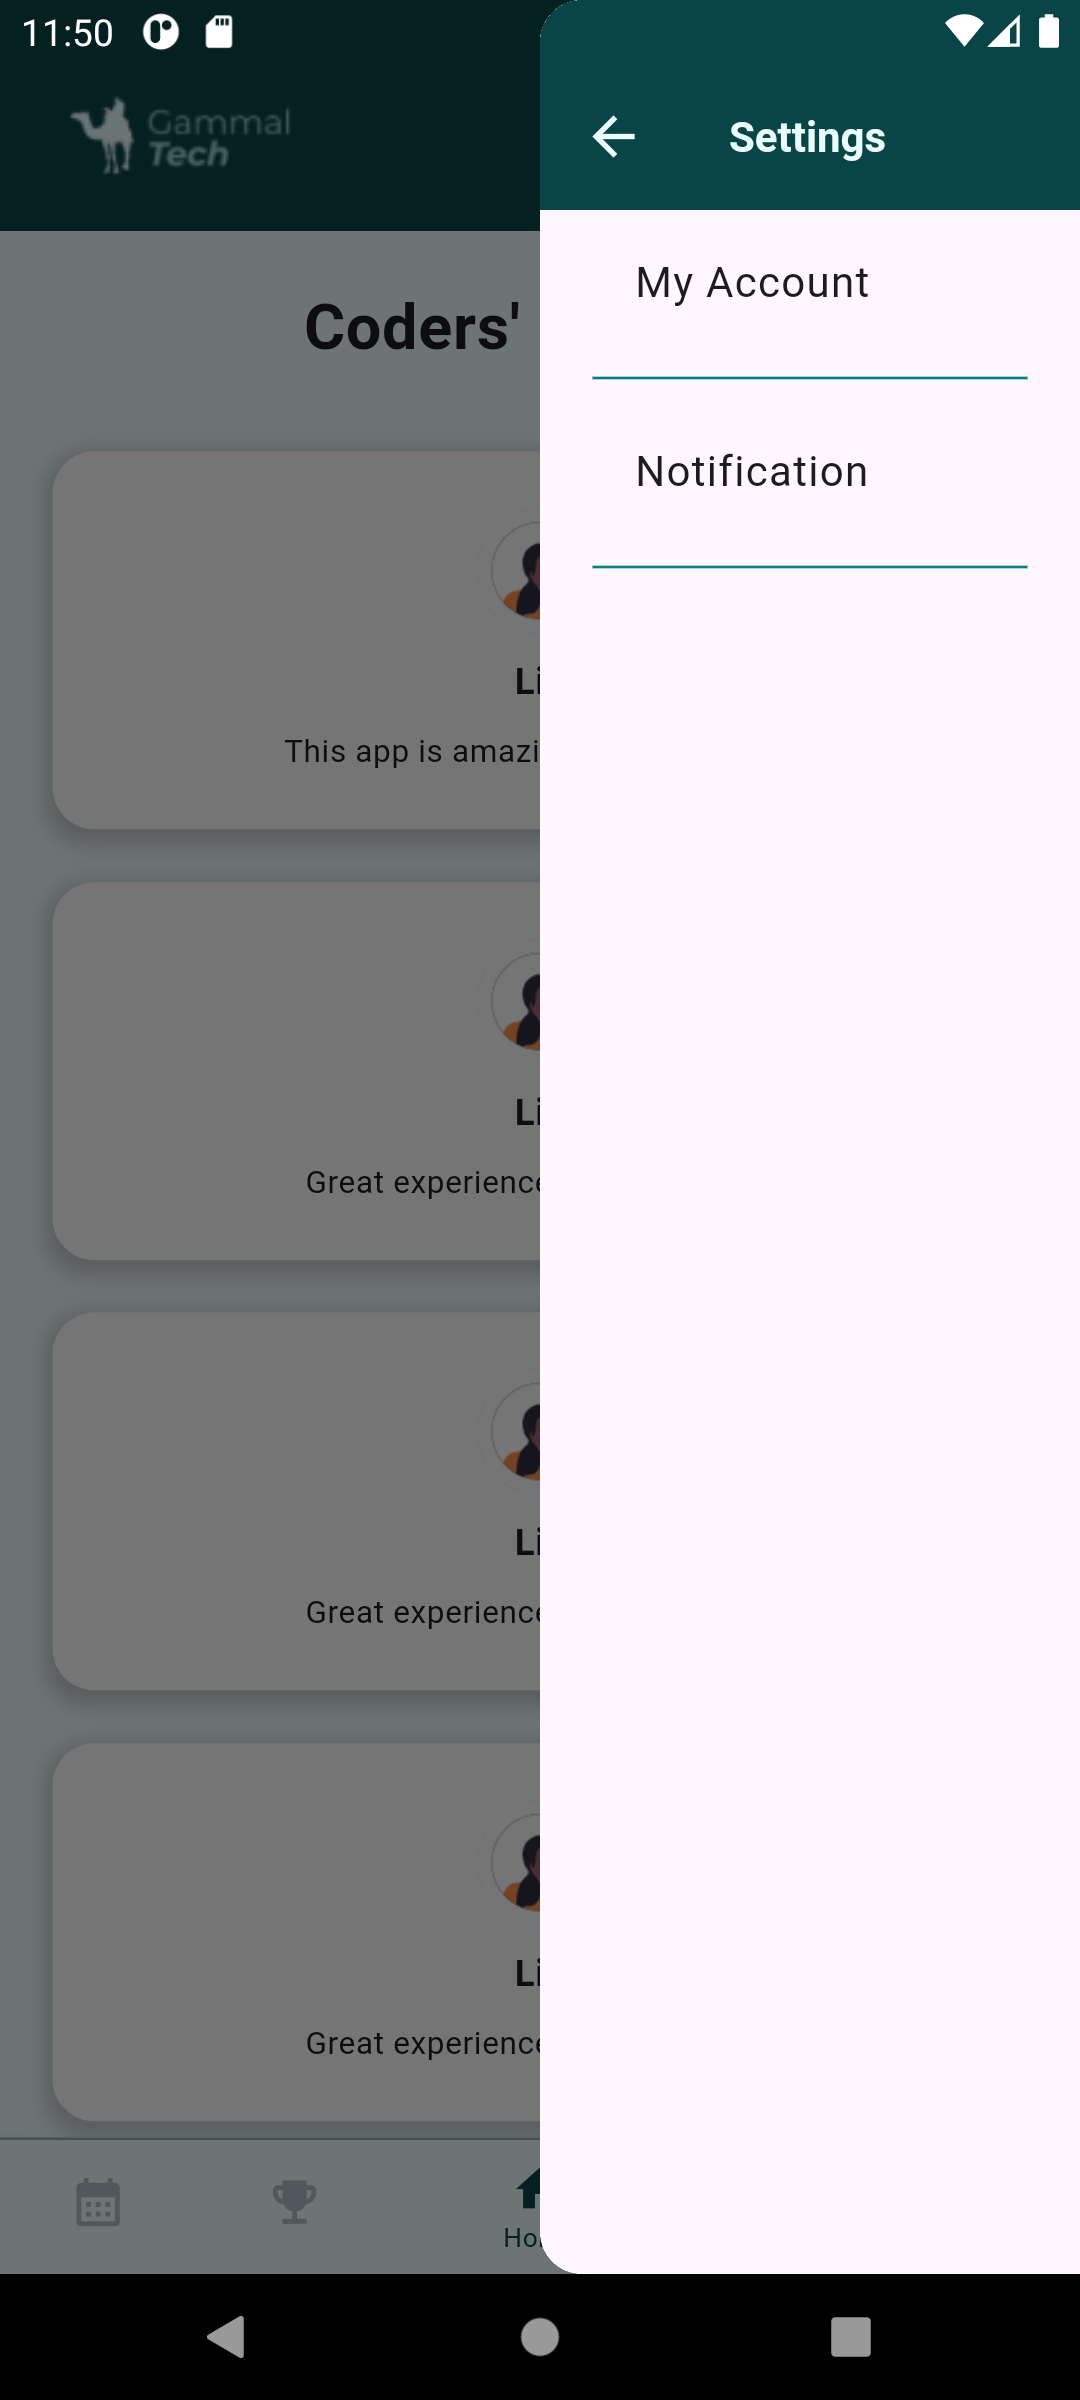 11:50
Gammal
Tech
Settings
My Account
Notification
Coders'
Li
This app is amazi
Li
Great experience
Li
Great experience
Li
Great experience
Ho